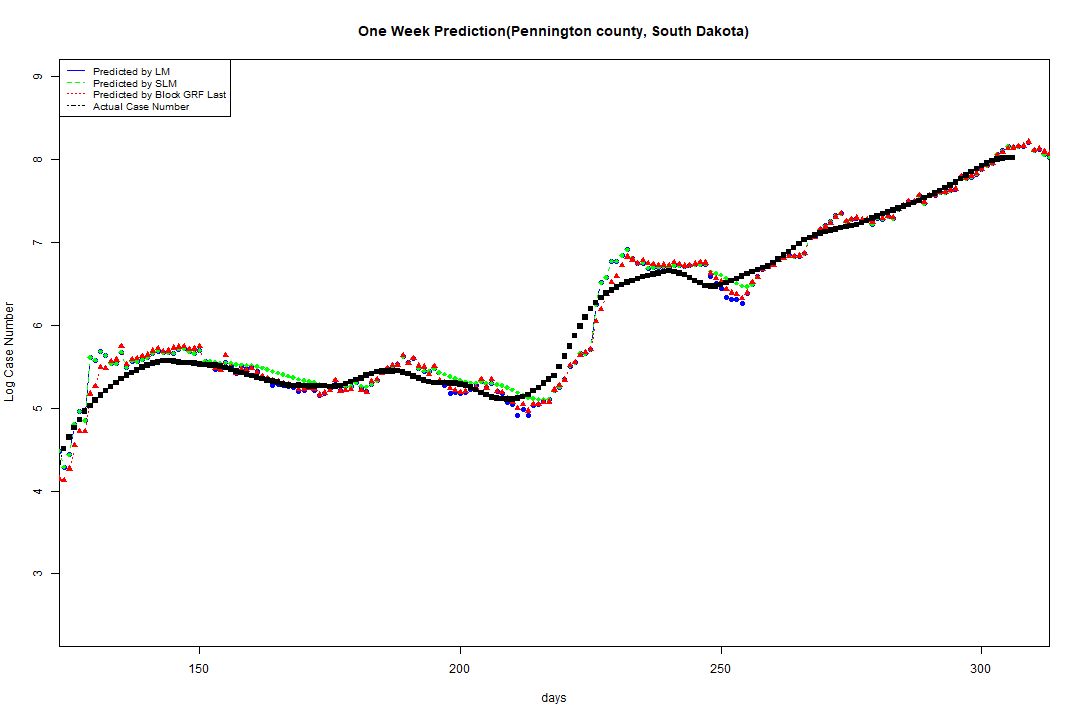 One Week Prediction(Pennington county, South Dakota)
Predicted by LM
Predicted by SLM
Predicted by Block GRF Last
Actual Case Number
9
8
7
6
5
4
3
Log Case Number
150
200
250
300
days